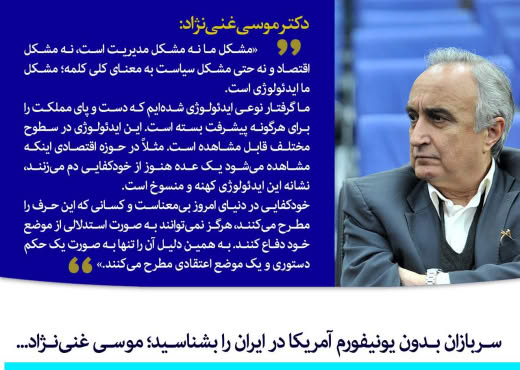 دکتر موسی غنی‌نژاد:
«مشکل ما نه مشکل مدیریت است، نه مشکل
اقتصاد و نه حتی مشکل سیاست به معنای کلی کلمه؛ مشکل
ما ایدئولوژی است.
ما گرفتار نوعی ایدئولوژی شده‌ایم که دست و پای مملکت را
برای هرگونه پیشرفت بسته است. این ایدئولوژی در سطوح
مختلف قابل مشاهده است. مثلاً در حوزه اقتصادی اینکه
مشاهده می‌شود یک عده هنوز از خودکفایی دم می‌زنند،
نشانه این ایدئولوژی کهنه و منسوخ است.
خودکفایی در دنیای امروز بی‌معناست و کسانی که این حرف را
مطرح می‌کنند، هرگز نمی‌توانند به صورت استدلالی از موضع
خود دفاع کنند. به همین دلیل آن را تنها به صورت یک حکم
دستوری و یک موضع اعتقادی مطرح می‌کنند.»
سربازان بدون یونیفورم آمریکا در ایران را بشناسید؛ موسی غنی‌نژاد...